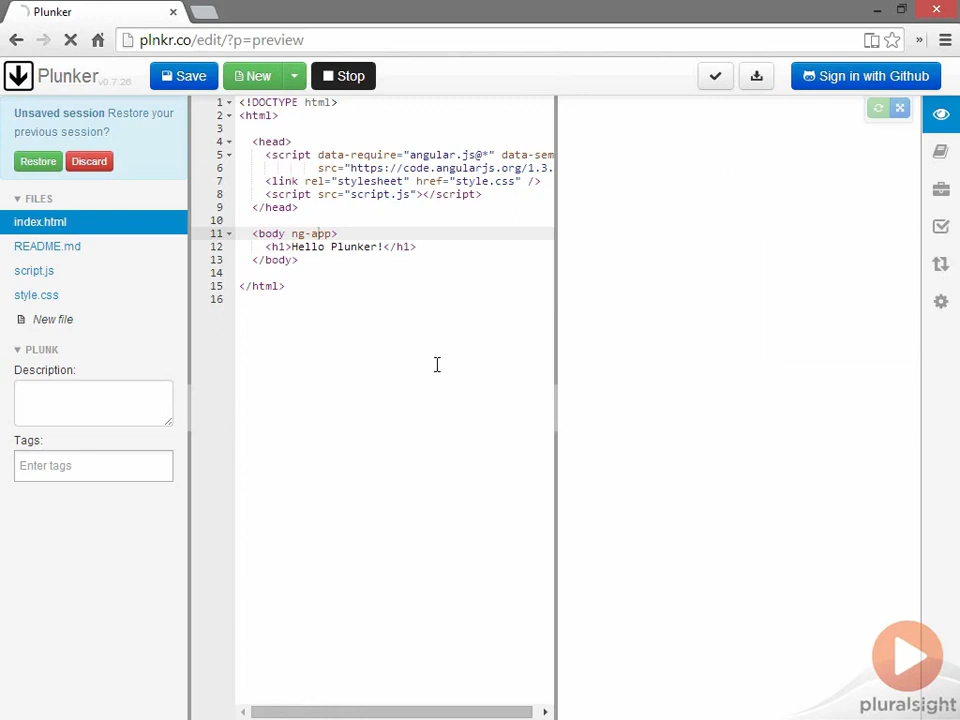 Plunker
plnkr.co/edit/?p=preview
»
Plunker v0.7.26
Save
New
Stop
Sign in with Github
Unsaved session Restore your
previous session?
Restore
Discard
FILES
index.html
README.md
script.js
style.css
New file
PLUNK
Description:
Tags:
Enter tags
1 <!DOCTYPE html>
2 <html>
3
4 <head>
5 <script data-require="angular.js@*" data-sem
6 src="https://code.angularjs.org/1.3.
7 <link rel="stylesheet" href="style.css" />
8 <script src="script.js"></script>
9 </head>
10
11 <body ng-app>
12 <h1>Hello Plunker!</h1>
13 </body>
14
15 </html>
16
pluralsight